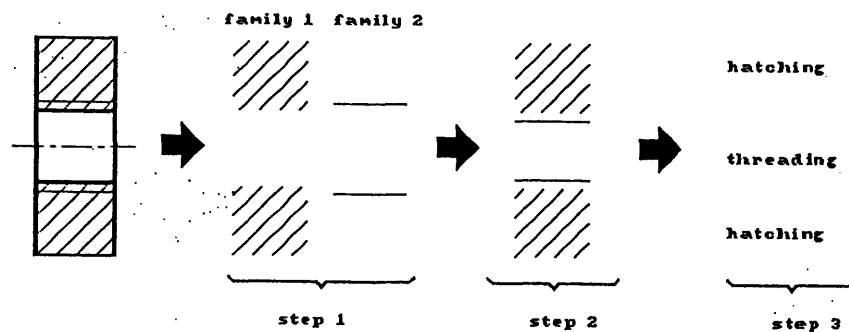 family 1 family 2
hatching
threading
hatching
step 1 step 2 step 3